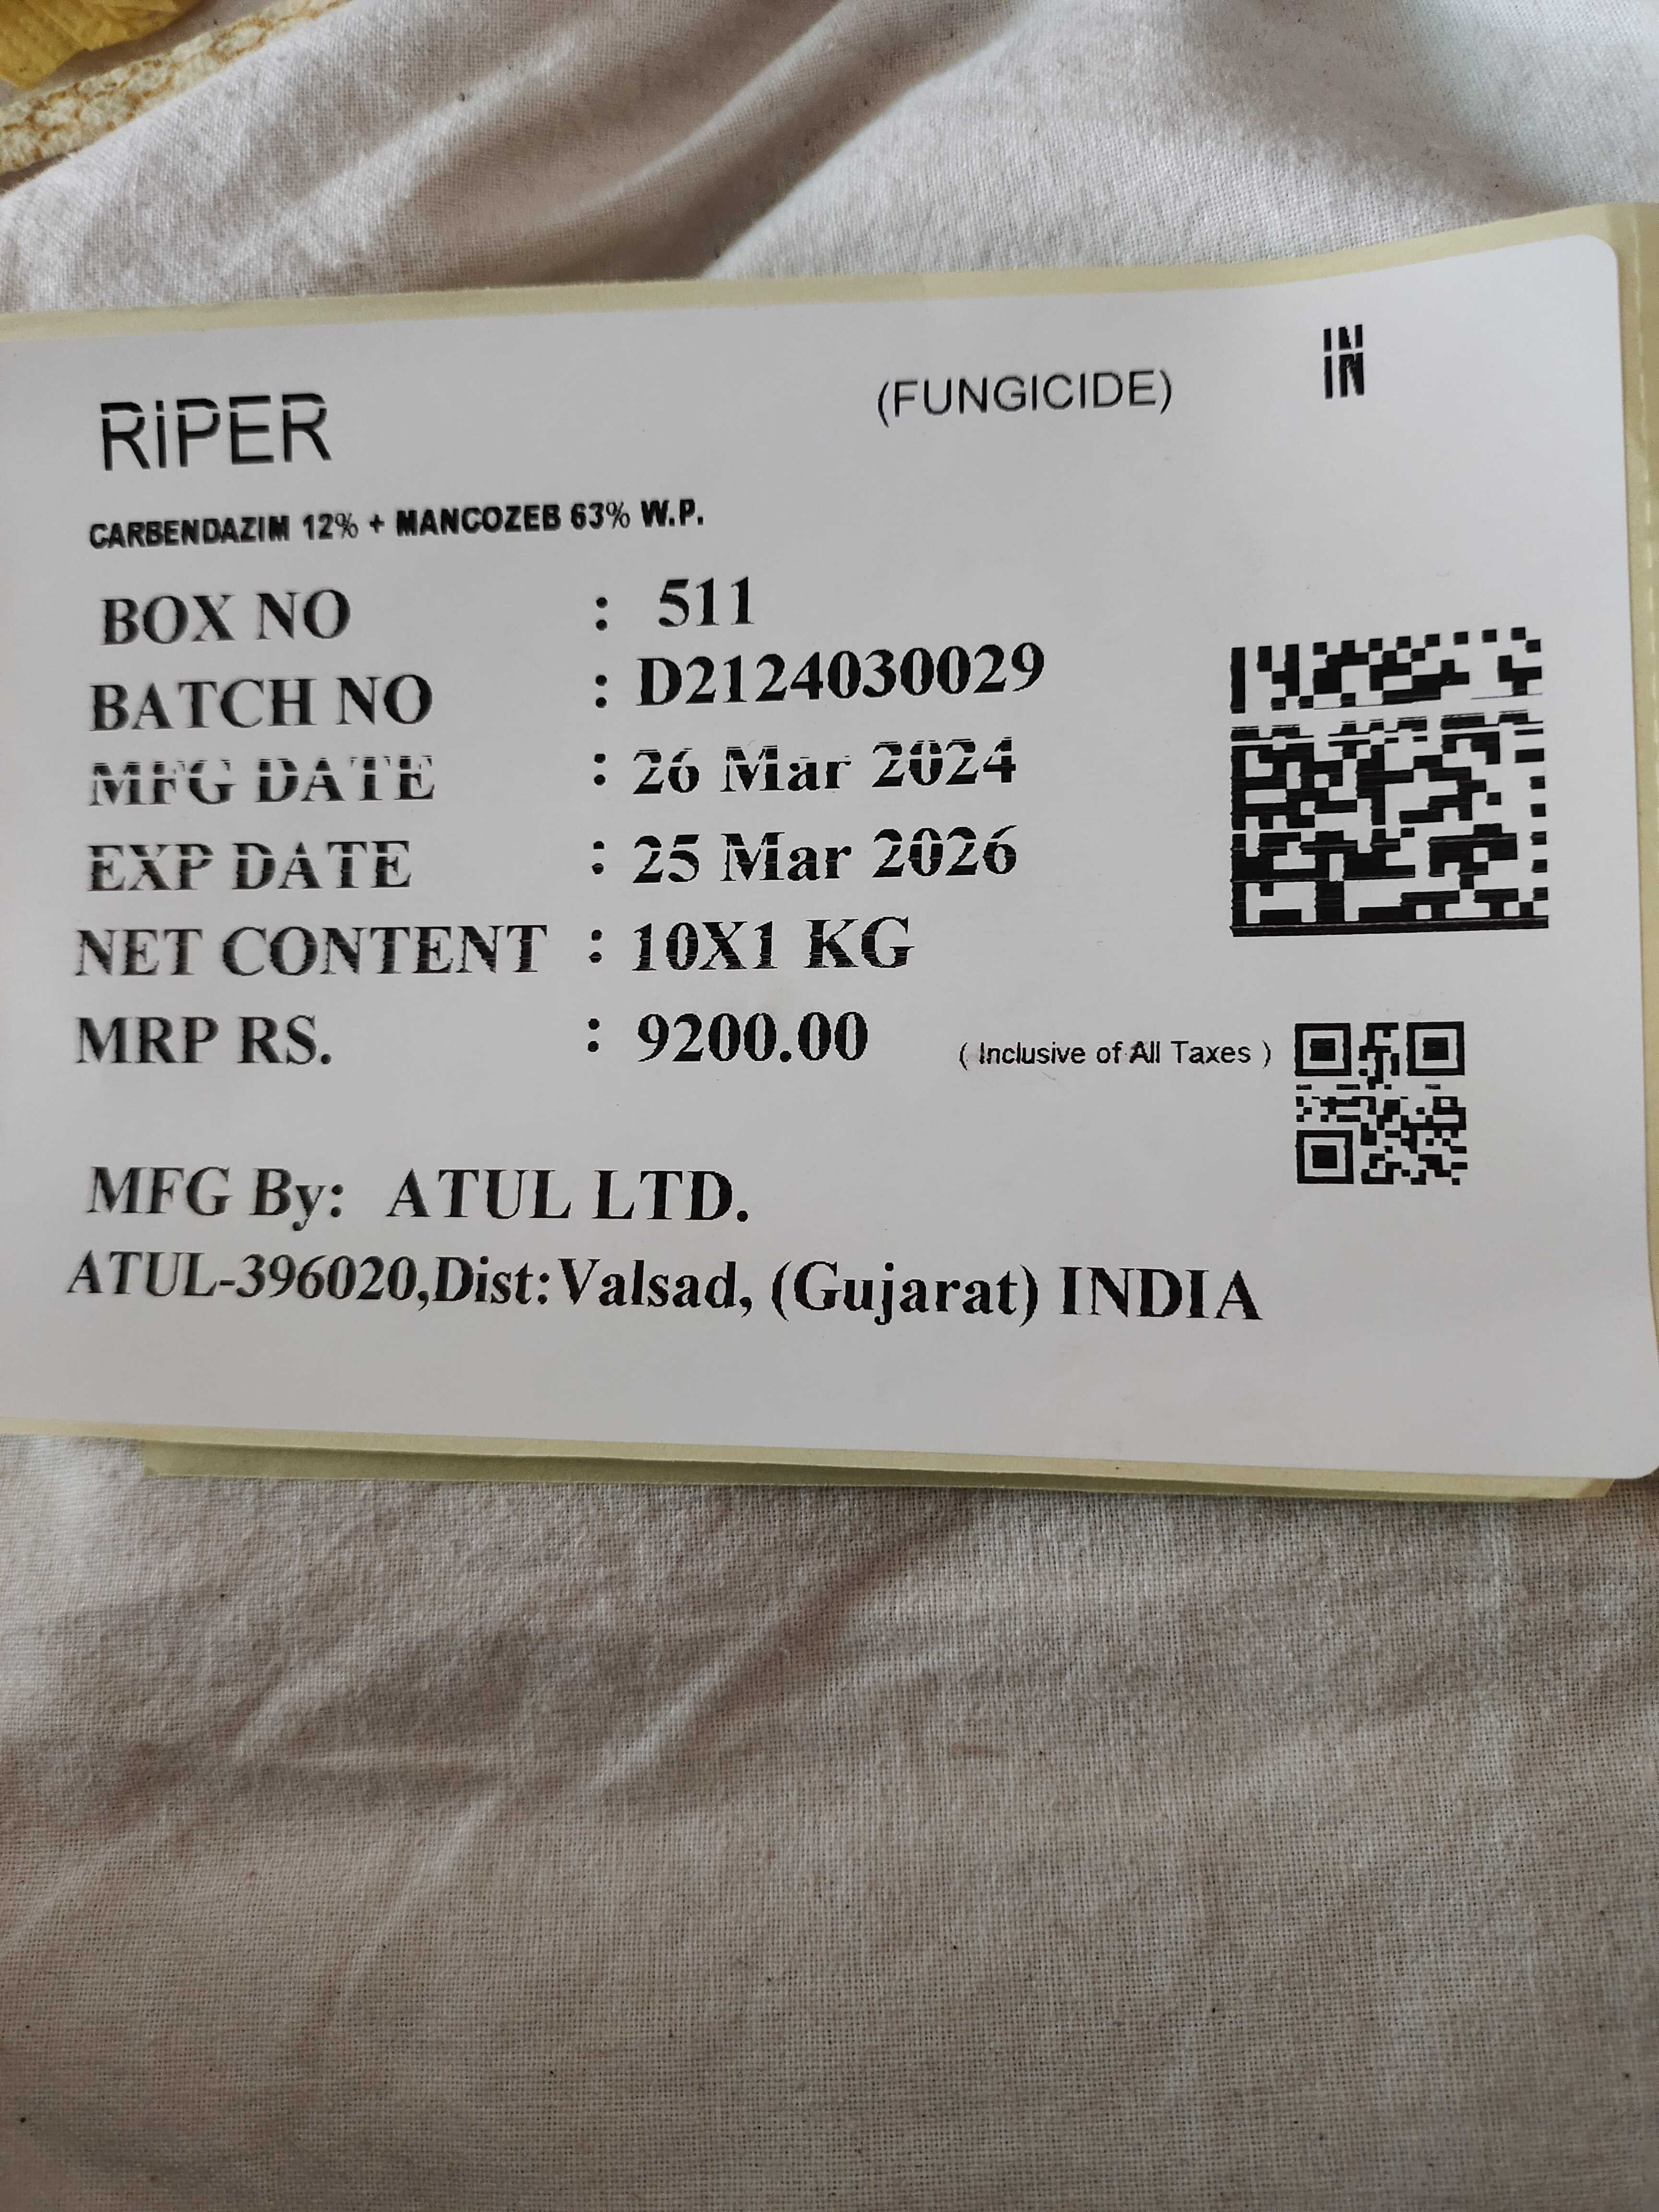 RiPER (FUNGICIDE) IN
CARBENDAZIM 12% + MANCOZEB 63% W.P.
BOX NO : 511
BATCH NO : D2124030029
MFG DATE : 26 Mar 2024
EXP DATE : 25 Mar 2026
NET CONTENT : 10X1 KG
MRP RS. : 9200.00 ( Inclusive of All Taxes )
MFG By: ATUL LTD.
ATUL-396020,Dist:Valsad, (Gujarat) INDIA